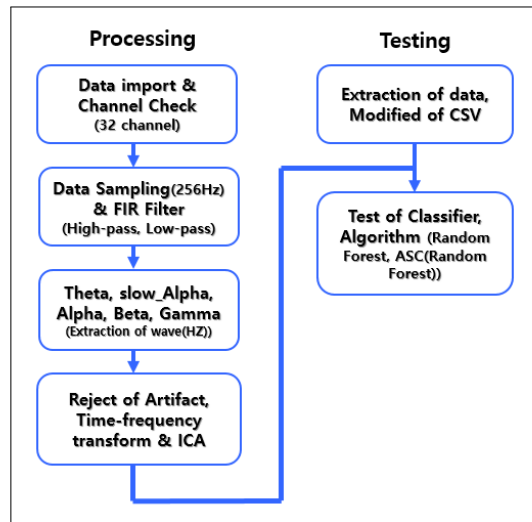 Processing
Data import &
Channel Check
(32 channel)
Data Sampling(256Hz)
& FIR Filter
(High-pass, Low-pass)
Theta, slow_Alpha,
Alpha, Beta, Gamma
(Extraction of wave(HZ))
Reject of Artifact,
Time-frequency
transform & ICA
Testing
Extraction of data,
Modified of CSV
Test of Classifier,
Algorithm (Random
Forest, ASC(Random
Forest))